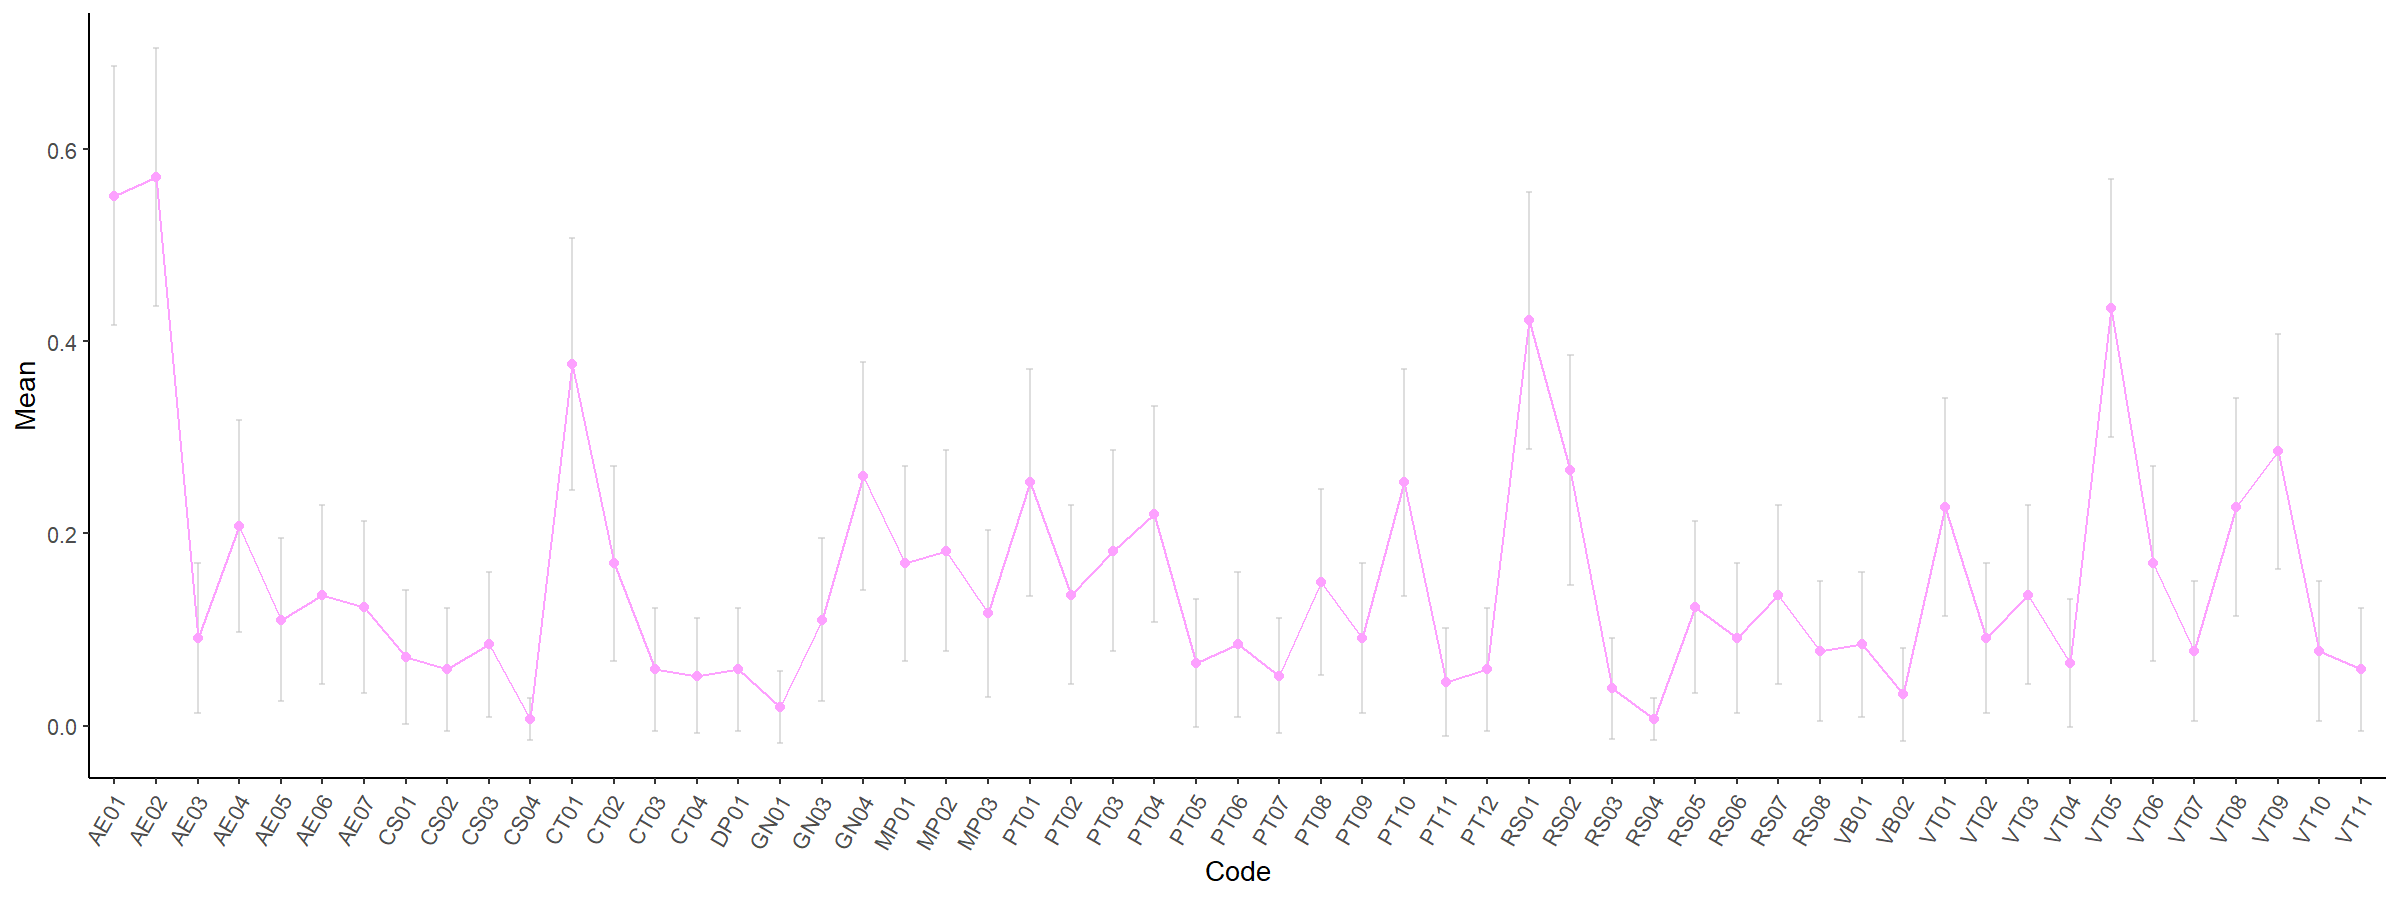 Mean
0.6
0.4
0.2
0.0
AE01 AE02 AE03 AE04 AE05 AE06 AE07 CS01 CS02 CS03 CS04 CT01 CT02 CT03 CT04 DP01 GN01 GN03 GN04 MP01 MP02 MP03 PT01 PT02 PT03 PT04 PT05 PT06 PT07 PT08 PT09 PT10 PT11 PT12 RS01 RS02 RS03 RS04 RS05 RS06 RS07 RS08 VB01 VB02 VT01 VT02 VT03 VT04 VT05 VT06 VT07 VT08 VT09 VT10 VT11
Code